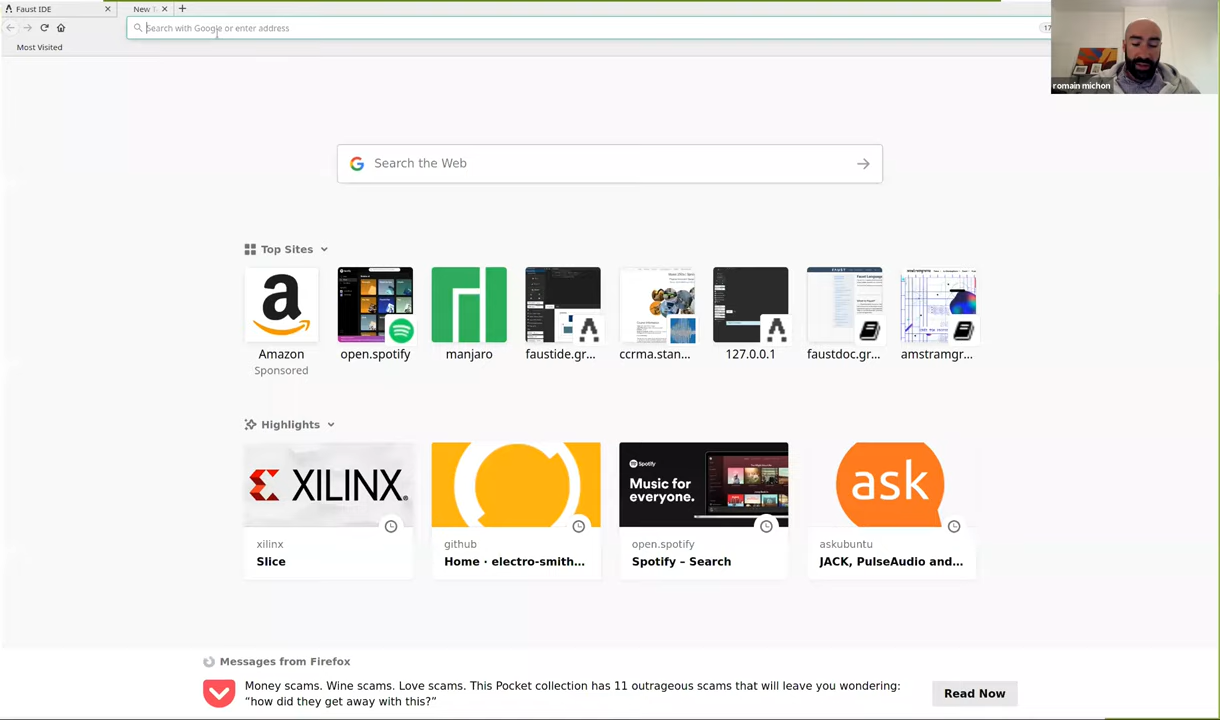 Faust IDE
New T
Search with Google or enter address
17
Most Visited
romain michon
Search the Web
Top Sites
a
Amazon
Sponsored
open.spotify
manjaro
faustide.gr...
ccrma.stan...
127.0.0.1
faustdoc.gr...
amstramgr...
Highlights
XILINX
Spotify
Music for
everyone.
ask
xilinx
Slice
github
Home · electro-smith...
open.spotify
Spotify – Search
askubuntu
JACK, PulseAudio and...
Messages from Firefox
Money scams. Wine scams. Love scams. This Pocket collection has 11 outrageous scams that will leave you wondering:
“how did they get away with this?”
Read Now